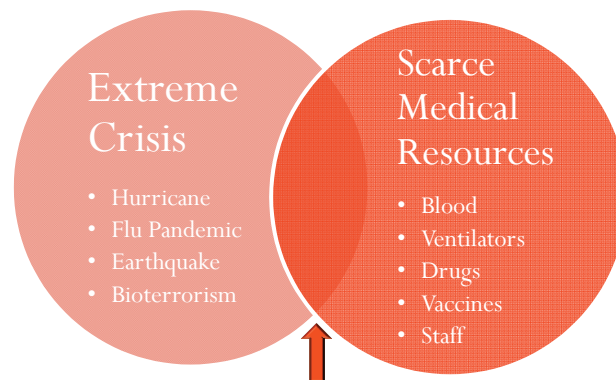 Extreme
Crisis
• Hurricane
• Flu Pandemic
• Earthquake
• Bioterrorism
Scarce
Medical
Resources
• Blood
• Ventilators
• Drugs
• Vaccines
• Staff